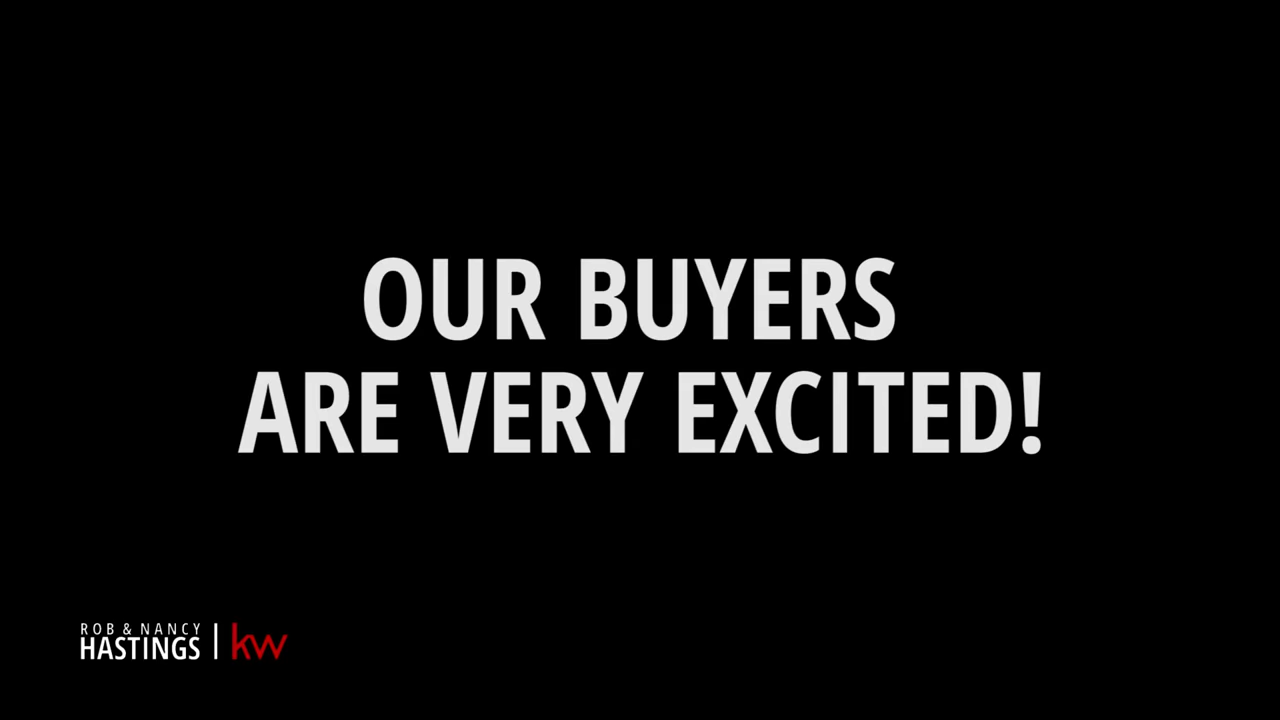 OUR BUYERS
ARE VERY EXCITED!
ROB & NANCY
HASTINGS | kw